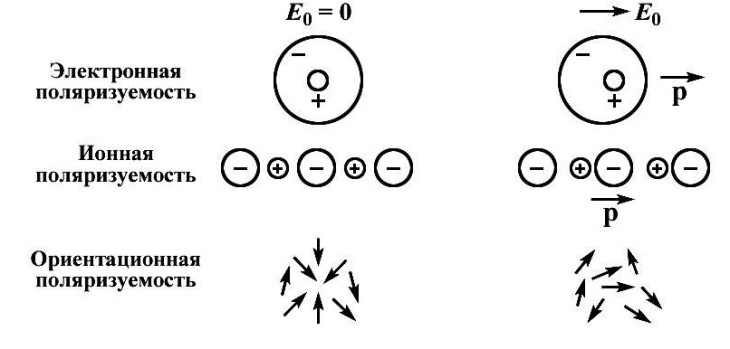 E₀ = 0
E₀
Электронная
поляризуемость
−
+
−
+
p
Ионная
поляризуемость
− + − + −
− + − + −
p
Ориентационная
поляризуемость